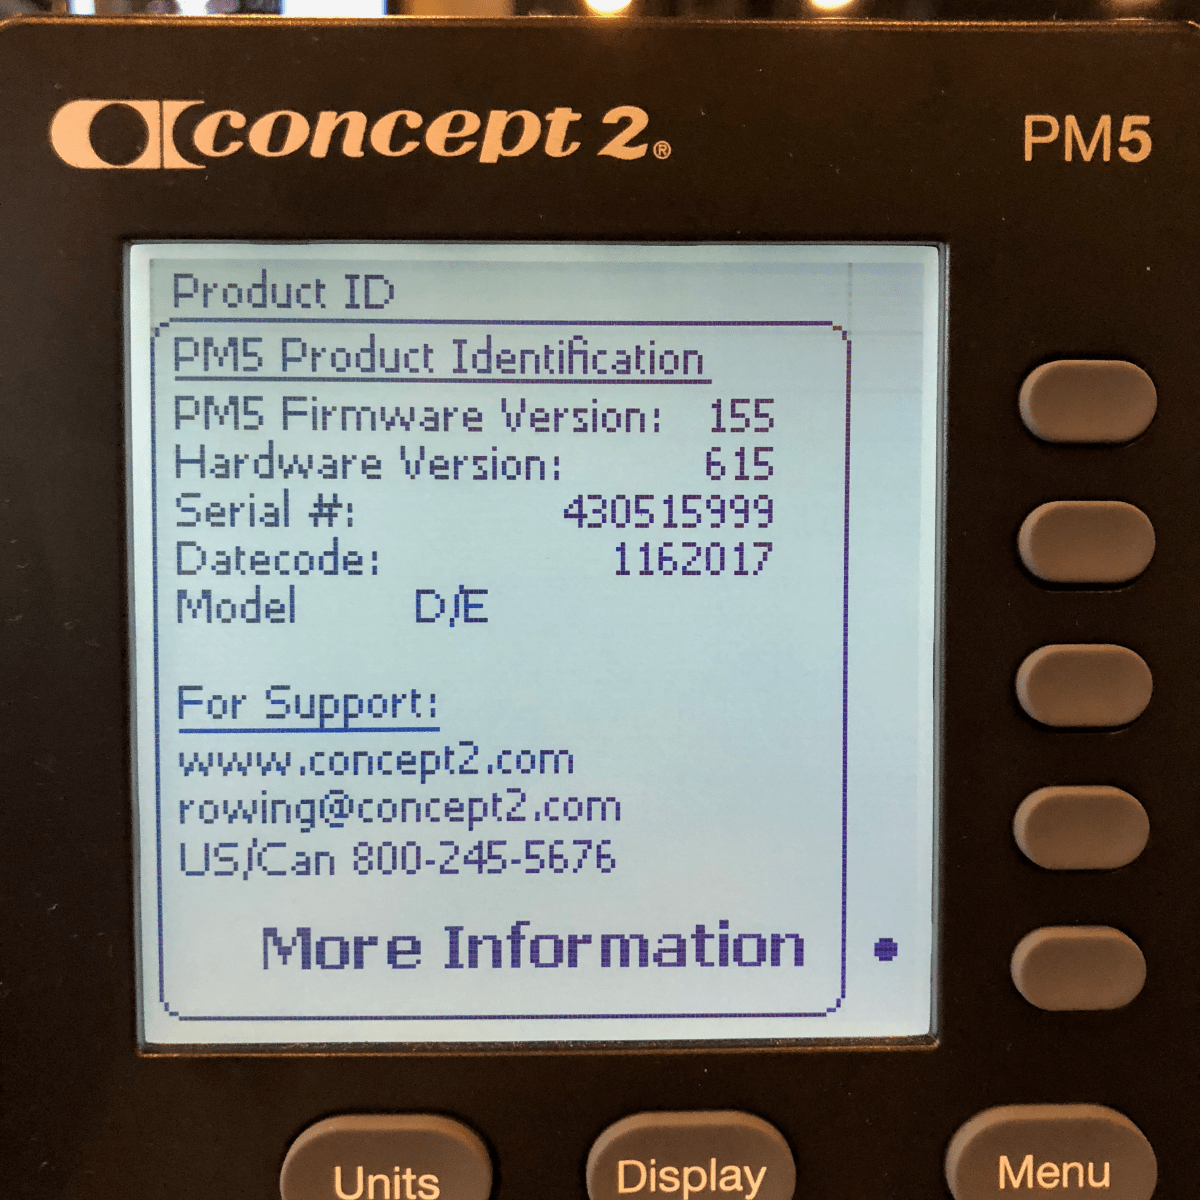 concept 2® PM5
Product ID
PM5 Product Identification
PM5 Firmware Version: 155
Hardware Version: 615
Serial #: 430515999
Datecode: 1162017
Model D/E
For Support:
www.concept2.com
rowing@concept2.com
US/Can 800-245-5676
More Information
Units Display Menu